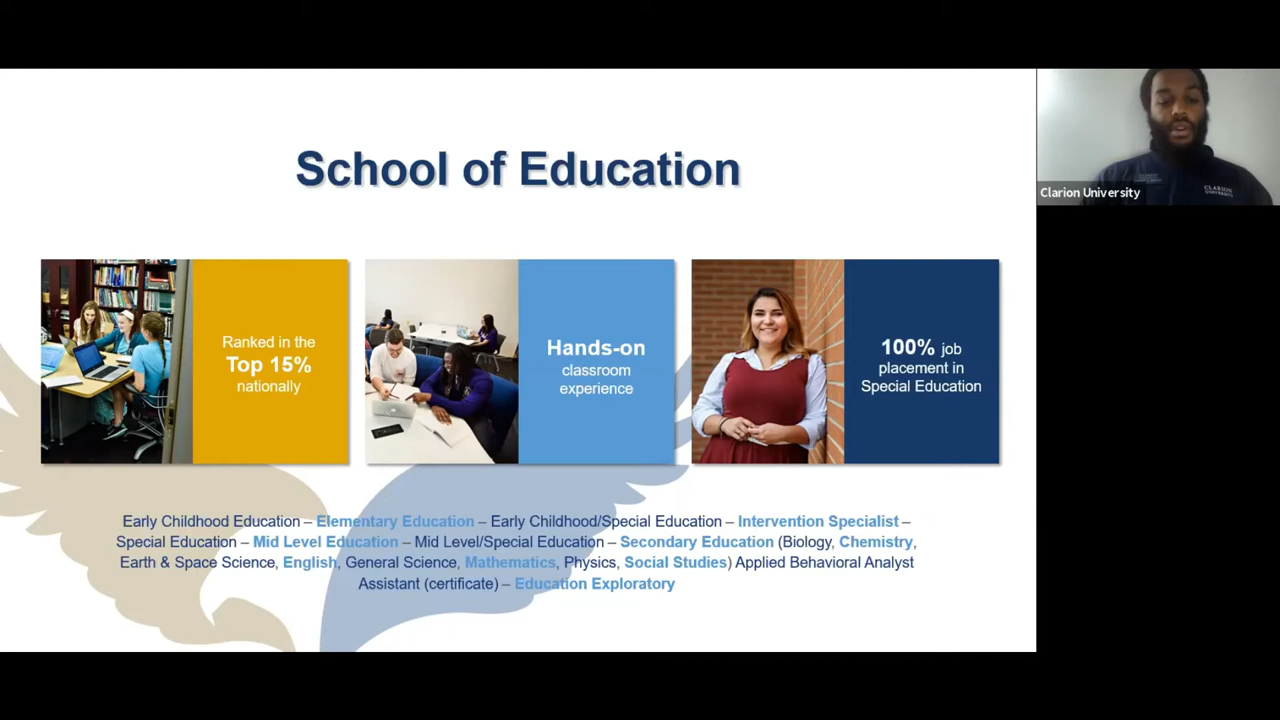 School of Education
Clarion University
CLARION
UNIVERSITY
Ranked in the
Top 15%
nationally
Hands-on
classroom
experience
100% job
placement in
Special Education
Early Childhood Education – Elementary Education – Early Childhood/Special Education – Intervention Specialist –
Special Education – Mid Level Education – Mid Level/Special Education – Secondary Education (Biology, Chemistry,
Earth & Space Science, English, General Science, Mathematics, Physics, Social Studies) Applied Behavioral Analyst
Assistant (certificate) – Education Exploratory